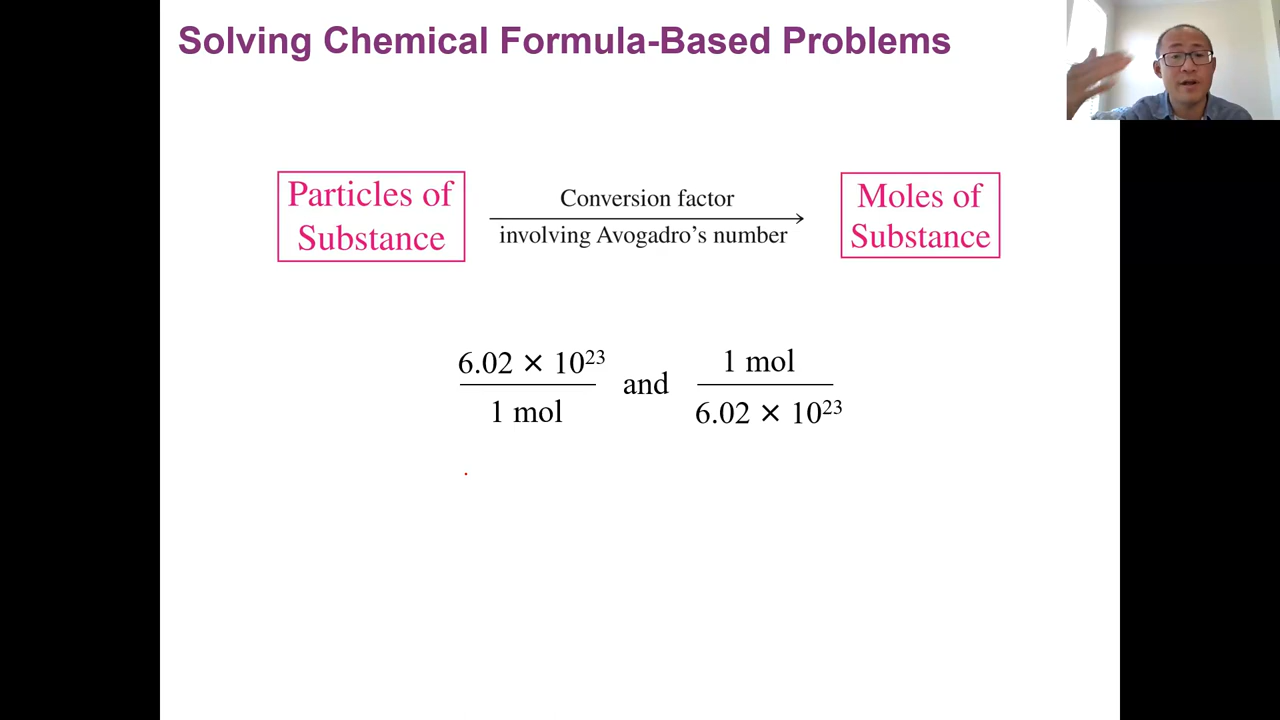 Solving Chemical Formula-Based Problems
Particles of
Substance
Conversion factor
involving Avogadro's number
Moles of
Substance
6.02 × 10²³
1 mol
and
1 mol
6.02 × 10²³